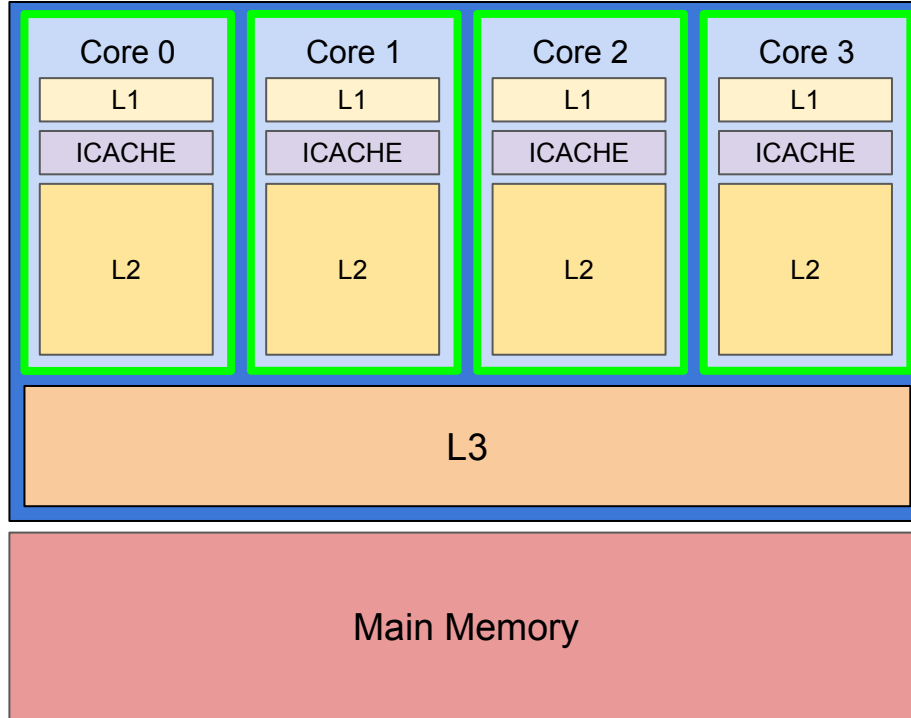 Core 0
Core 1
Core 2
Core 3
L1
L1
L1
L1
ICACHE
ICACHE
ICACHE
ICACHE
L2
L2
L2
L2
L3
Main Memory